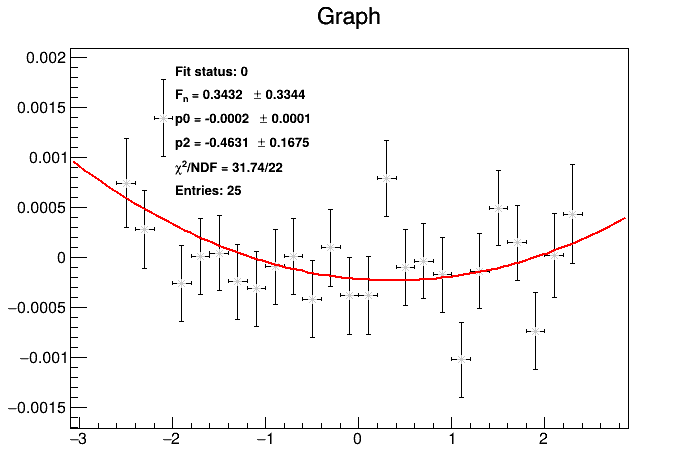 Graph
0.002
0.0015
0.001
0.0005
0
−0.0005
−0.001
−0.0015
Fit status: 0
Fn = 0.3432 ± 0.3344
p0 = -0.0002 ± 0.0001
p2 = -0.4631 ± 0.1675
χ²/NDF = 31.74/22
Entries: 25
−3 −2 −1 0 1 2